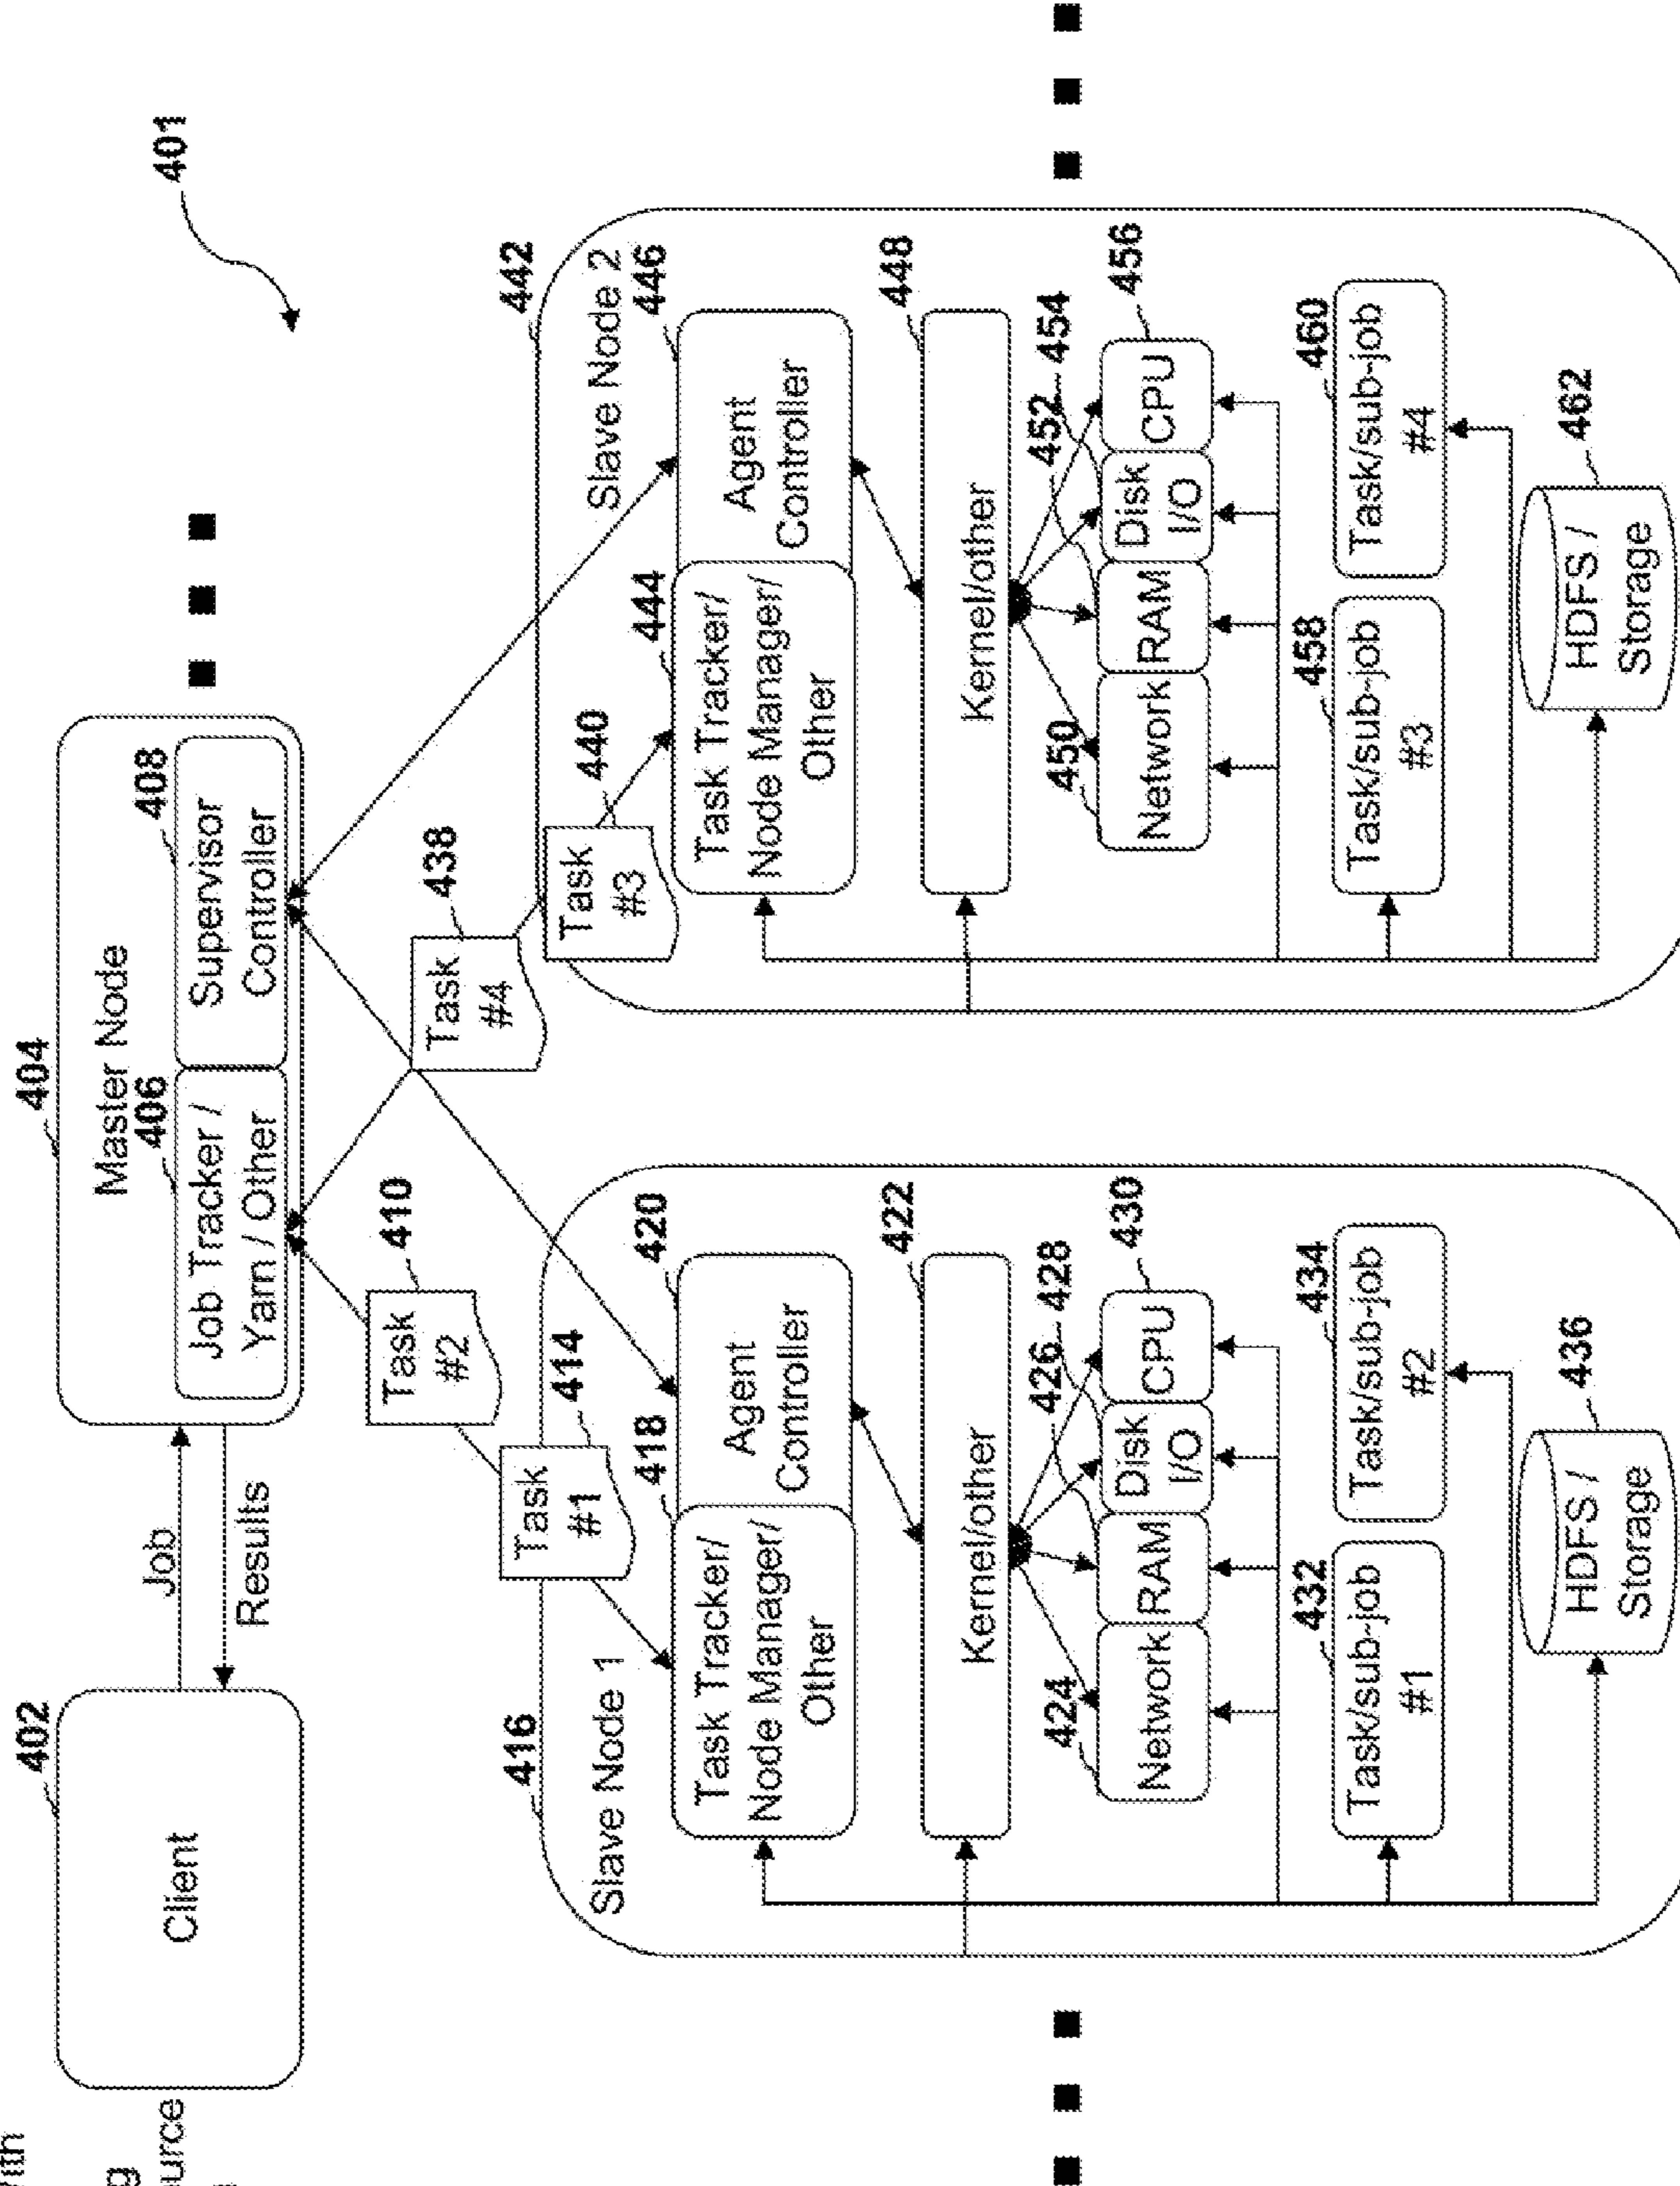 402
Client
Job
Results
404
Master Node
406
Job Tracker /
Yarn / Other
408
Supervisor
Controller
401
Task
#2
410
Task
#1
414
Task
#4
438
Task
#3
440
416
Slave Node 1
418
Task Tracker/
Node Manager/
Other
420
Agent
Controller
422
Kernel/other
424
426
428
430
Network
RAM
Disk
I/O
CPU
432
Task/sub-job
#1
434
Task/sub-job
#2
436
HDFS /
Storage
442
Slave Node 2
444
Task Tracker/
Node Manager/
Other
446
Agent
Controller
448
Kernel/other
450
452
454
456
Network
RAM
Disk
I/O
CPU
458
Task/sub-job
#3
460
Task/sub-job
#4
462
HDFS /
Storage